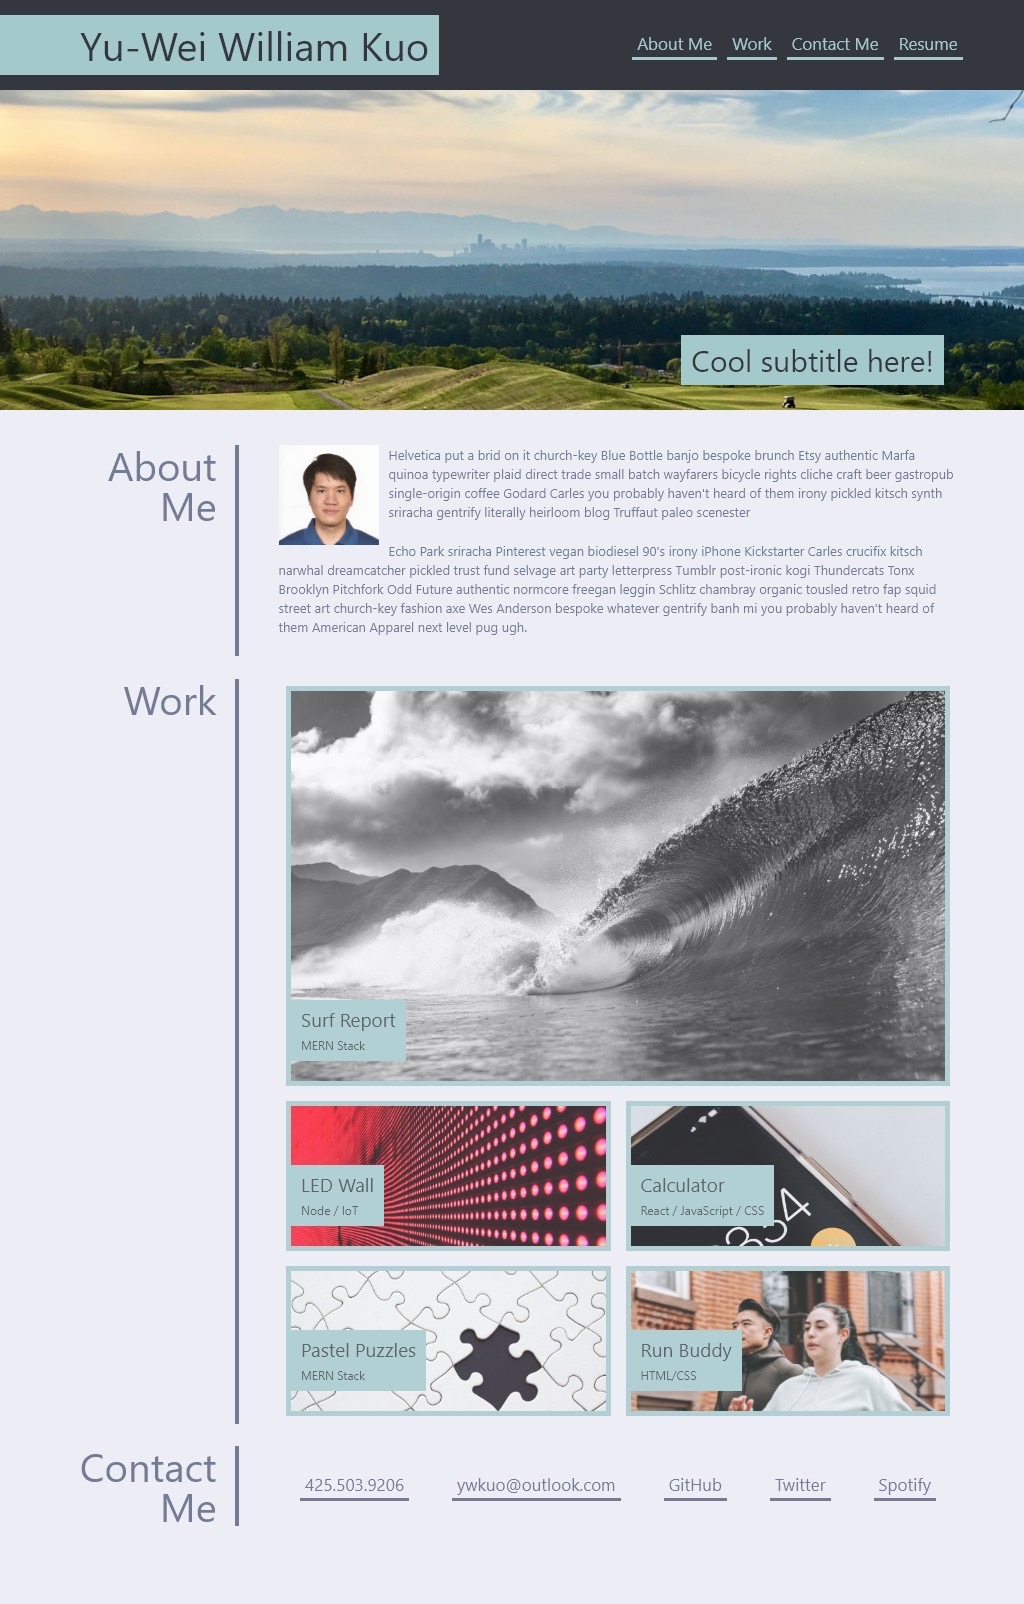 Yu-Wei William Kuo
About Me Work Contact Me Resume
Cool subtitle here!
About
Me
Helvetica put a brid on it church-key Blue Bottle banjo bespoke brunch Etsy authentic Marfa
quinoa typewriter plaid direct trade small batch wayfarers bicycle rights cliche craft beer gastropub
single-origin coffee Godard Carles you probably haven't heard of them irony pickled kitsch synth
sriracha gentrify literally heirloom blog Truffaut paleo scenester
Echo Park sriracha Pinterest vegan biodiesel 90's irony iPhone Kickstarter Carles crucifix kitsch
narwhal dreamcatcher pickled trust fund selvage art party letterpress Tumblr post-ironic kogi Thundercats Tonx
Brooklyn Pitchfork Odd Future authentic normcore freegan leggin Schlitz chambray organic tousled retro fap squid
street art church-key fashion axe Wes Anderson bespoke whatever gentrify banh mi you probably haven't heard of
them American Apparel next level pug ugh.
Work
Surf Report
MERN Stack
LED Wall
Node / IoT
Calculator
React / JavaScript / CSS
Pastel Puzzles
MERN Stack
Run Buddy
HTML/CSS
Contact
Me
425.503.9206 ywkuo@outlook.com GitHub Twitter Spotify